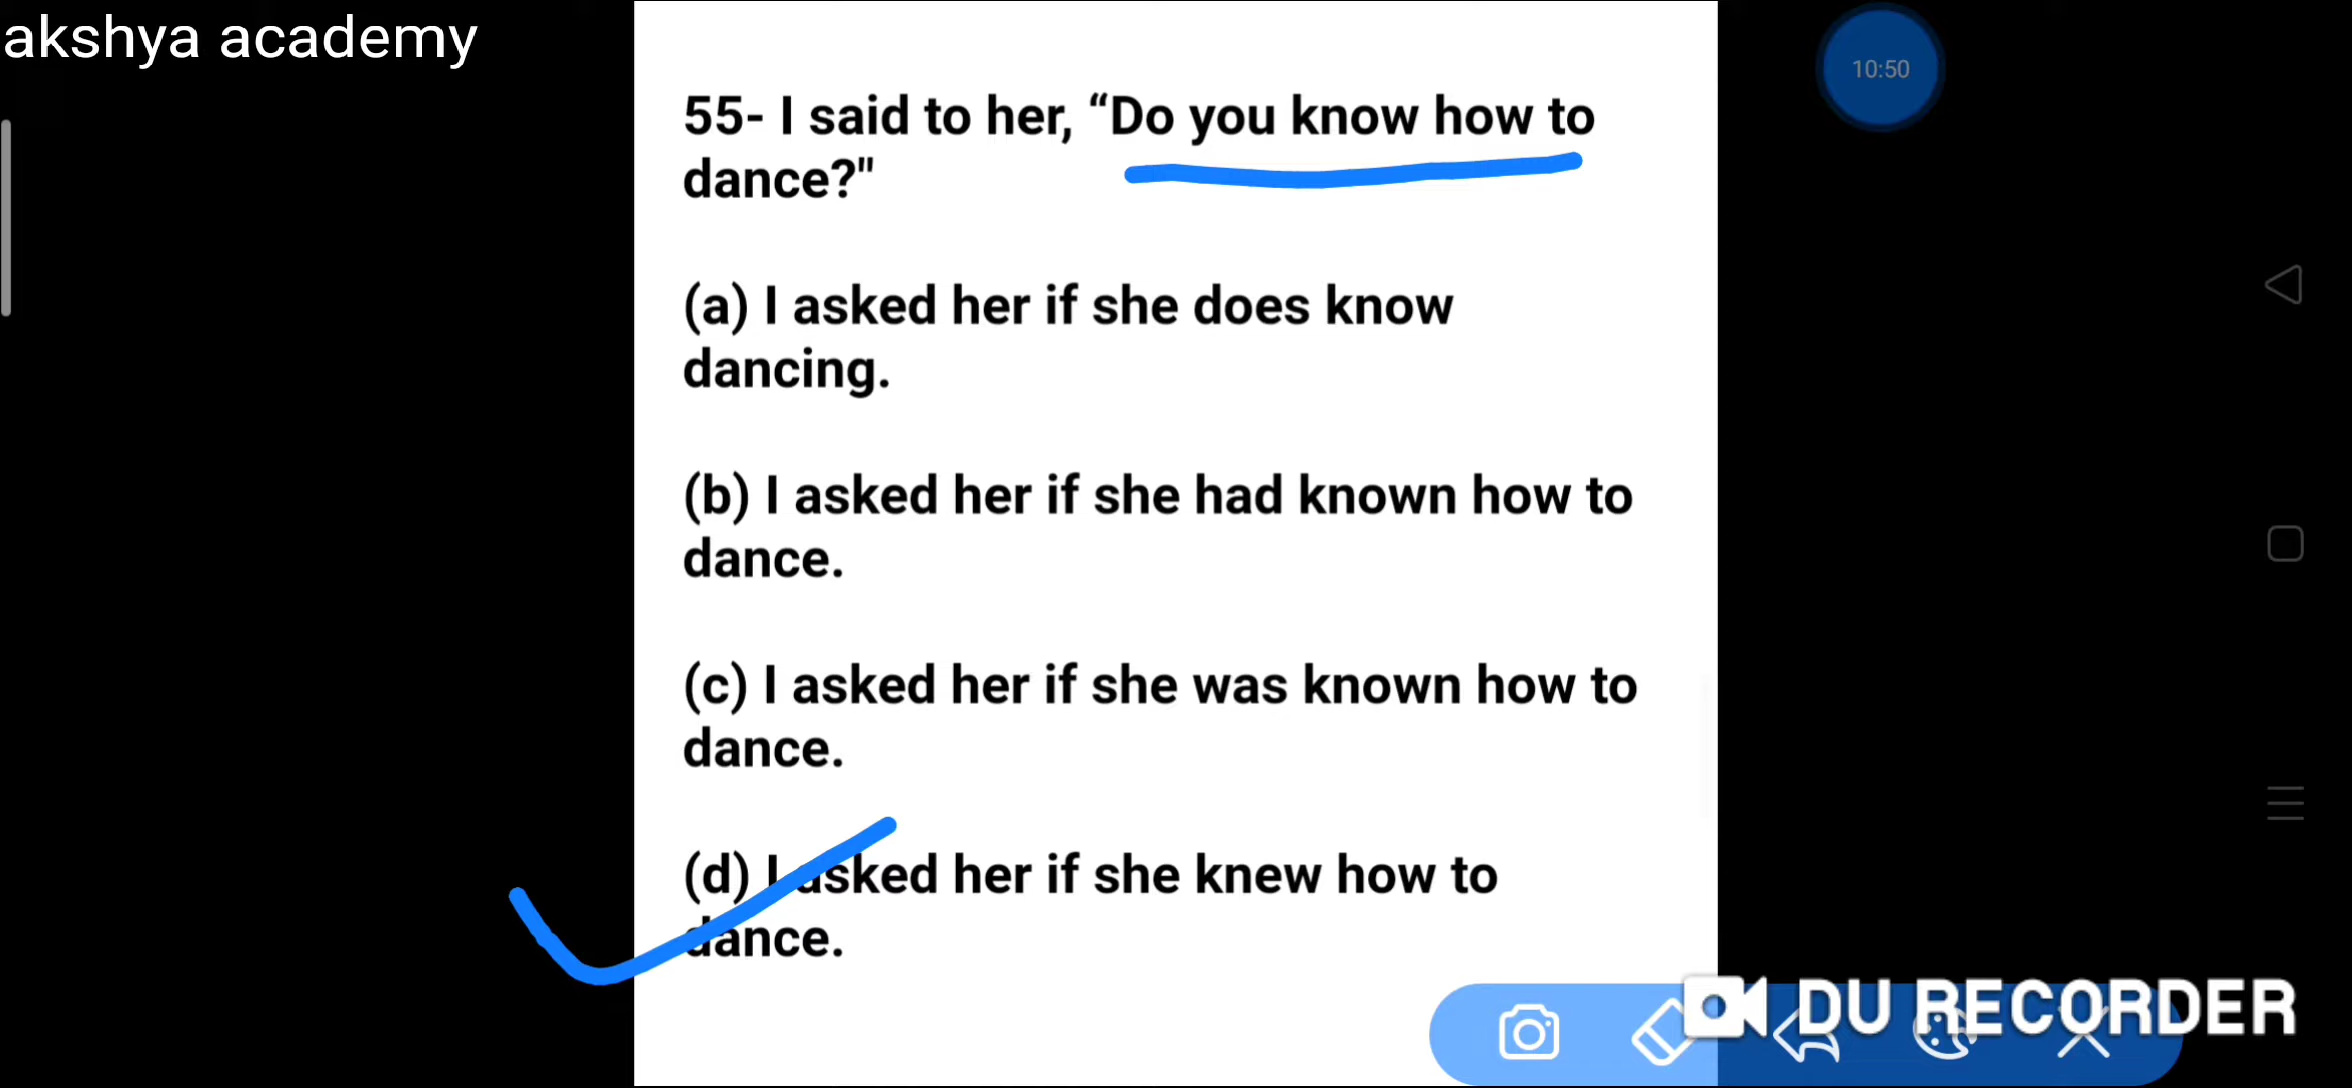 akshya academy
10:50
55- I said to her, “Do you know how to
dance?"
(a) I asked her if she does know
dancing.
(b) I asked her if she had known how to
dance.
(c) I asked her if she was known how to
dance.
(d) I asked her if she knew how to
dance.
DU RECORDER